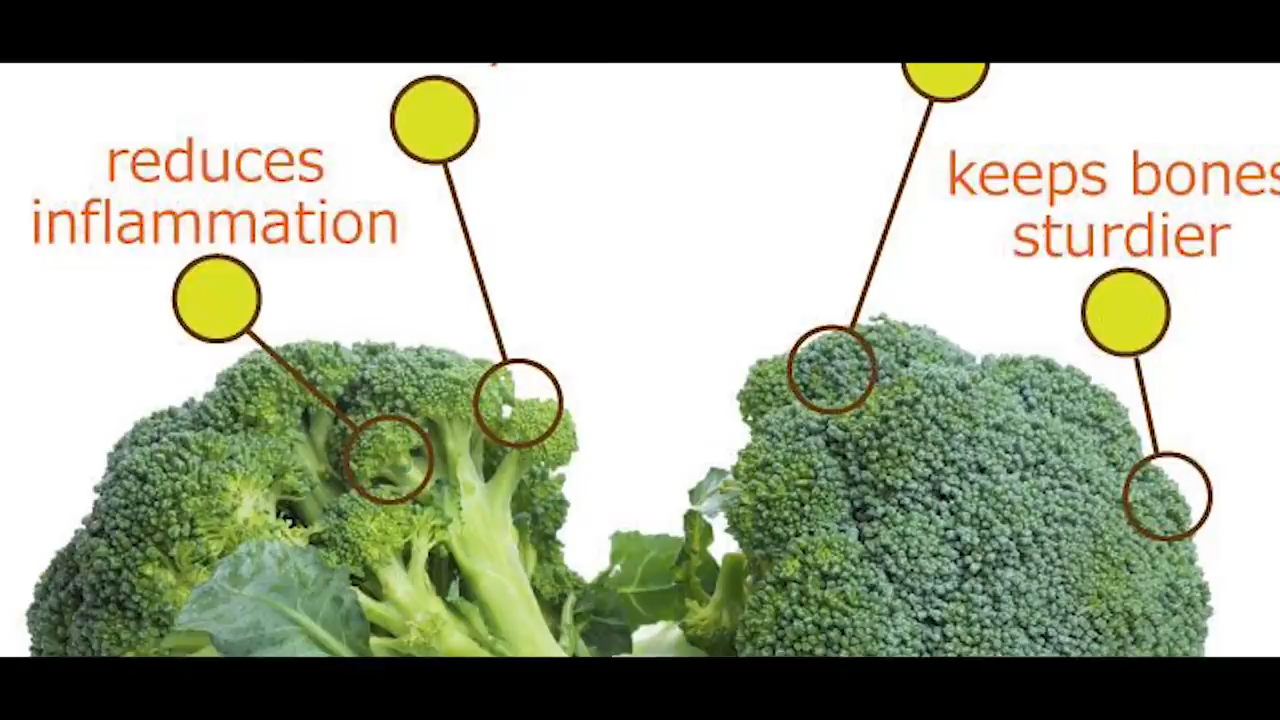 reduces
inflammation
keeps bones
sturdier